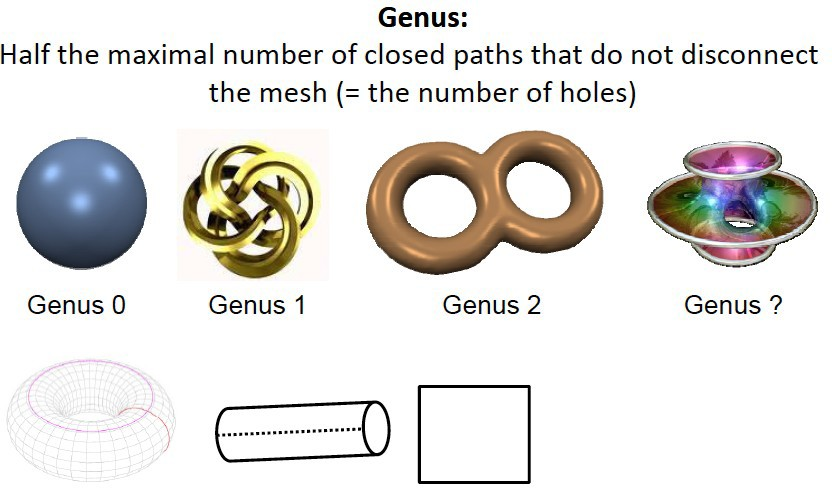 Genus:
Half the maximal number of closed paths that do not disconnect
the mesh (= the number of holes)
Genus 0
Genus 1
Genus 2
Genus ?